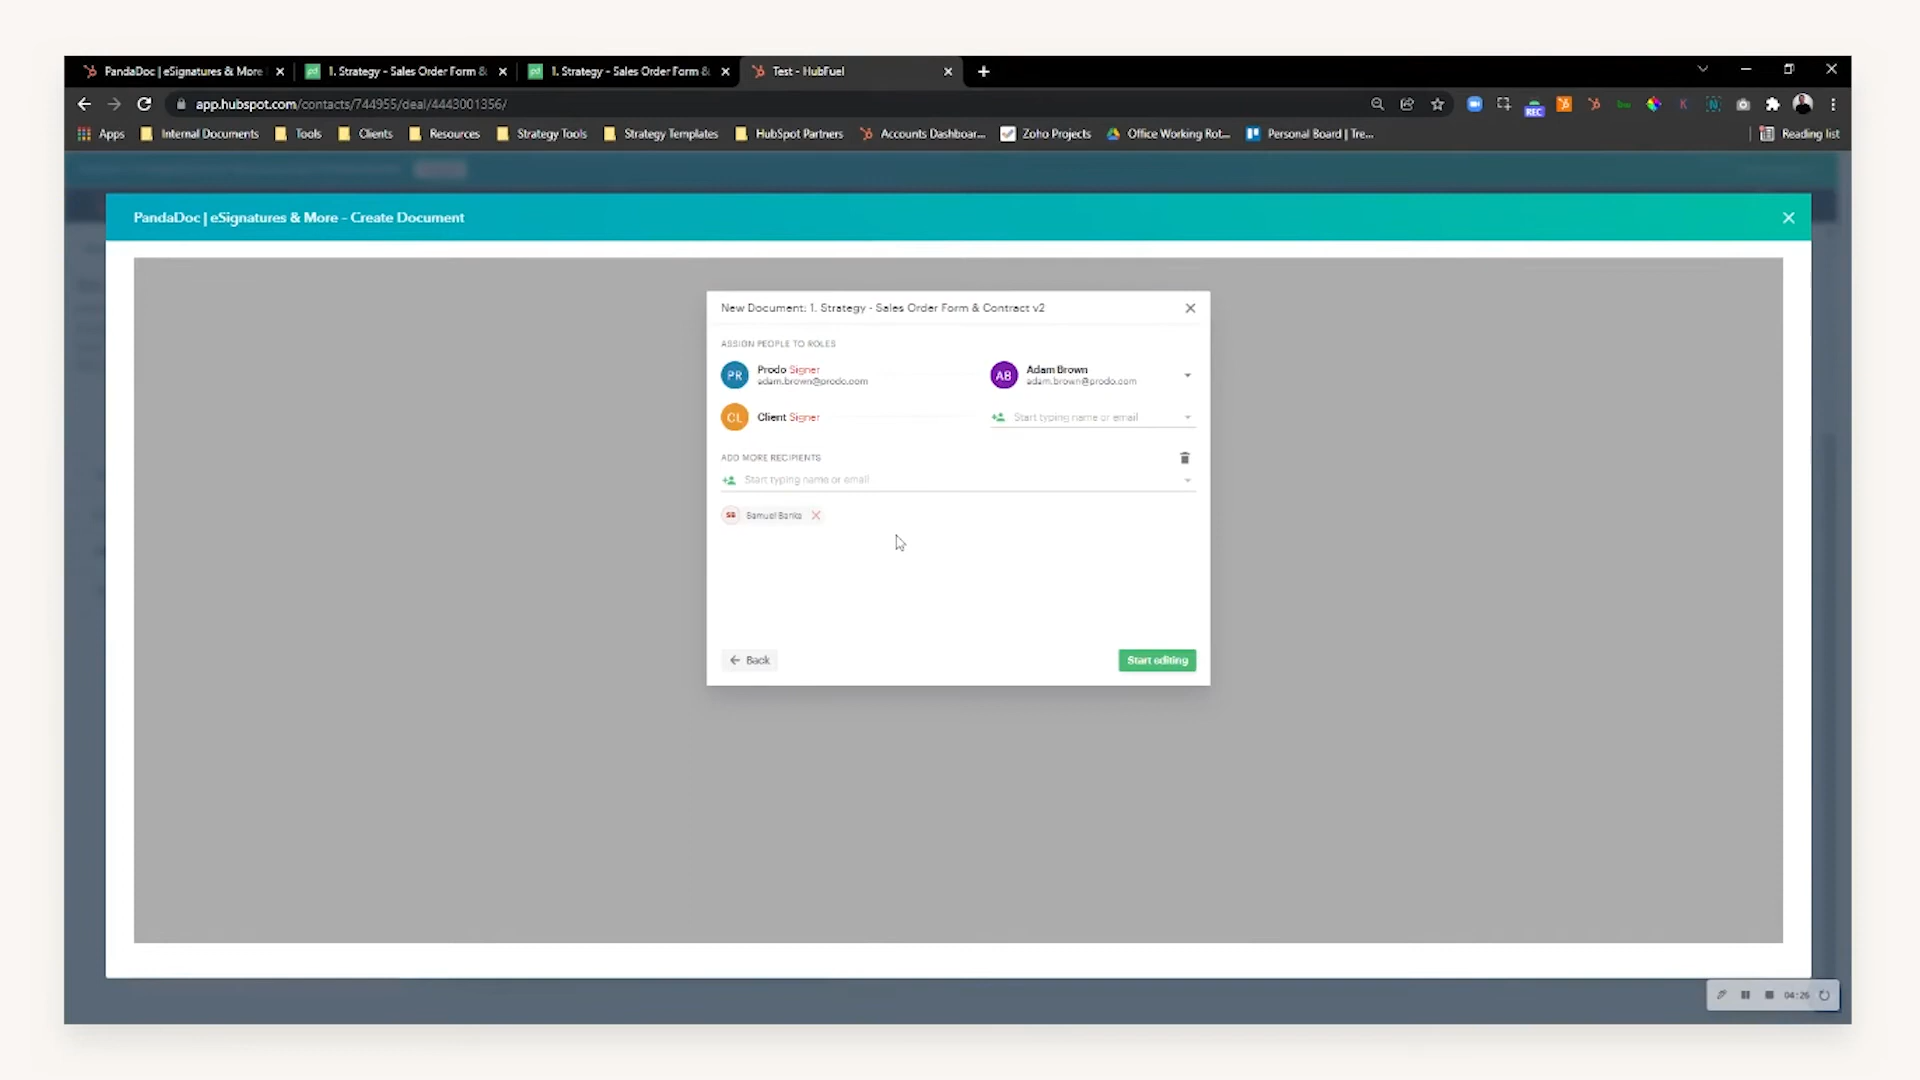 PandaDoc | eSignatures & More
1. Strategy - Sales Order Form &
1. Strategy - Sales Order Form &
Test - HubFuel
app.hubspot.com/contacts/744955/deal/4443001356/
REC
Apps
Internal Documents
Tools
Clients
Resources
Strategy Tools
Strategy Templates
HubSpot Partners
Accounts Dashboar...
Zoho Projects
Office Working Rot...
Personal Board | Tre...
Reading list
PandaDoc | eSignatures & More - Create Document
New Document: 1. Strategy - Sales Order Form & Contract v2
ASSIGN PEOPLE TO ROLES
PR
Prodo Signer
adam.brown@prodo.com
AB
Adam Brown
adam.brown@prodo.com
CL
Client Signer
Start typing name or email
ADD MORE RECIPIENTS
Start typing name or email
SB
Samuel Banks
Back
Start editing
04:26